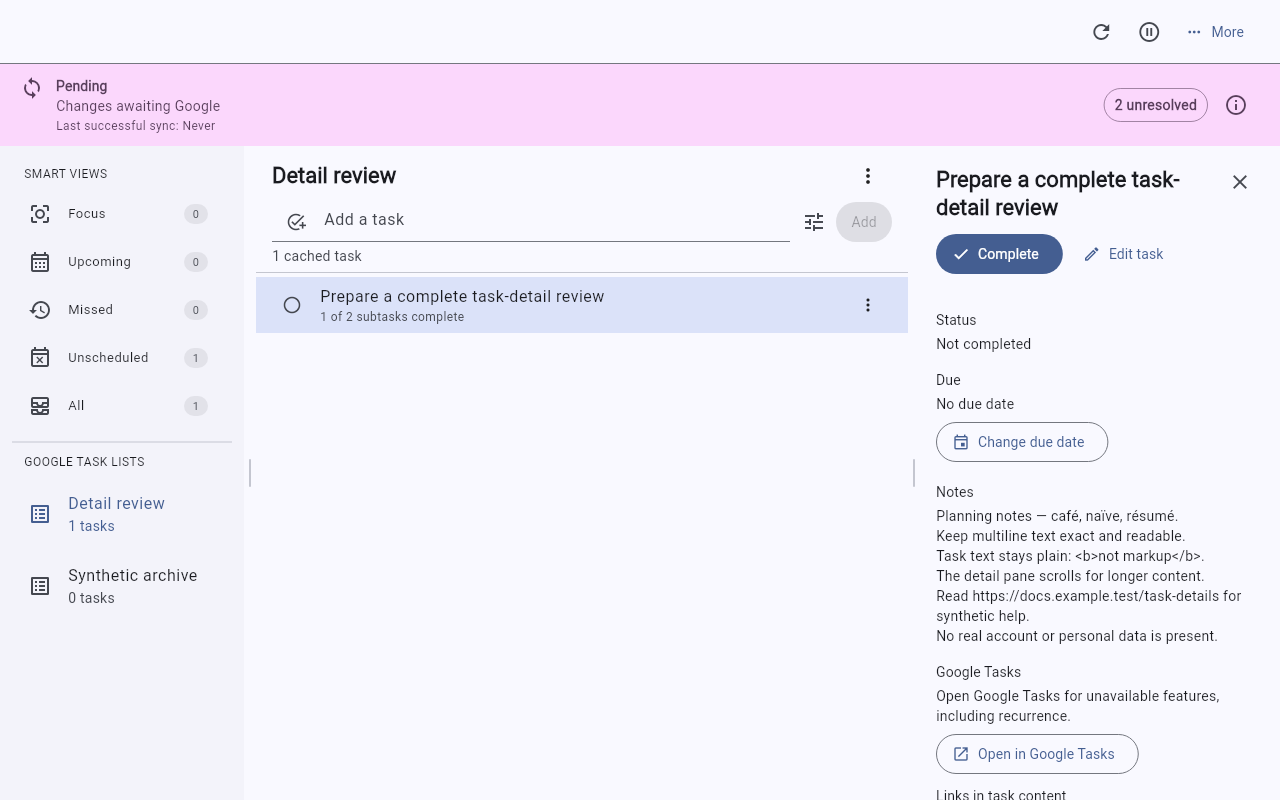 More
Pending
Changes awaiting Google
Last successful sync: Never
2 unresolved
SMART VIEWS
Focus 0
Upcoming 0
Missed 0
Unscheduled 1
All 1
GOOGLE TASK LISTS
Detail review
1 tasks
Synthetic archive
0 tasks
Detail review
Add a task
Add
1 cached task
Prepare a complete task-detail review
1 of 2 subtasks complete
Prepare a complete task-
detail review
Complete
Edit task
Status
Not completed
Due
No due date
Change due date
Notes
Planning notes — café, naïve, résumé.
Keep multiline text exact and readable.
Task text stays plain: <b>not markup</b>.
The detail pane scrolls for longer content.
Read https://docs.example.test/task-details for
synthetic help.
No real account or personal data is present.
Google Tasks
Open Google Tasks for unavailable features,
including recurrence.
Open in Google Tasks
Links in task content